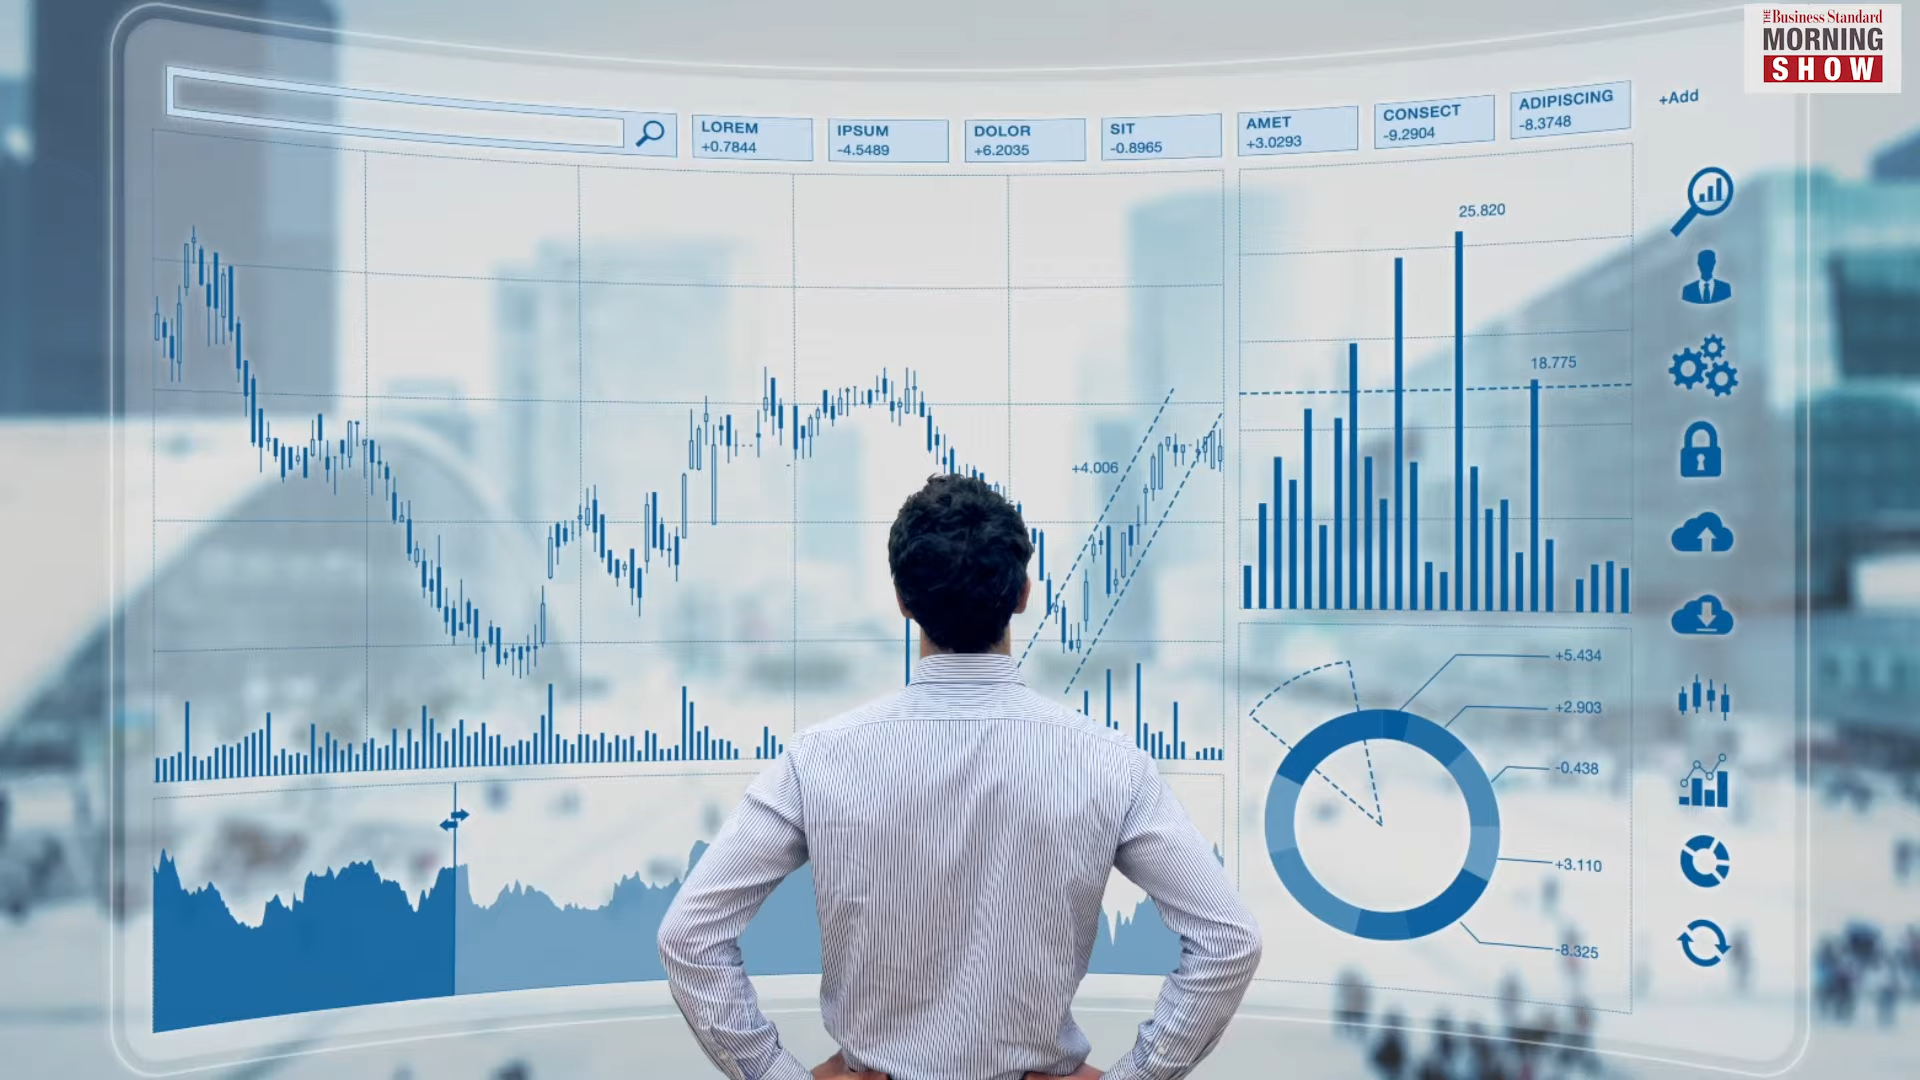 THE Business Standard
MORNING
SHOW
LOREM
+0.7844
IPSUM
-4.5489
DOLOR
+6.2035
SIT
-0.8965
AMET
+3.0293
CONSECT
-9.2904
ADIPISCING
-8.3748
+Add
25.820
18.775
+4.006
+5.434
+2.903
-0.438
+3.110
-8.325